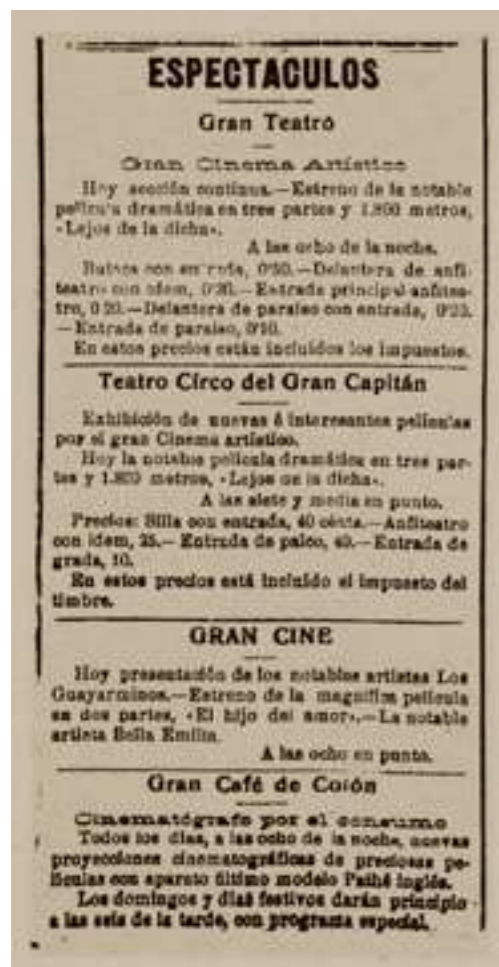 ESPECTACULOS
Gran Teatro
Gran Cinema Artístico
Hoy sección continua.—Estreno de la notable
película dramática en tres partes y 1.800 metros,
«Lejos de la dicha».
A las ocho de la noche.
Butaca con entrada, 0'50.—Delantera de anfi-
teatro con idem, 0'30.—Entrada principal anfitea-
tro, 0'20.—Delantera de paraiso con entrada,
—Entrada de paraiso, 0'10.
En estos precios están incluidos los impuestos.
Teatro Circo del Gran Capitán
Exhibición de nuevas é interesantes películas
por el gran Cinema artístico.
Hoy la notable película dramática en tres par-
tes y 1.800 metros, «Lejos de la dicha».
A las siete y media en punto.
Precios: Silla con entrada, 40 cénts.—Anfiteatro
con idem, 25.—Entrada de palco, 40.—Entrada de
grada, 10.
En estos precios está incluído el impuesto del
timbre.
GRAN CINE
Hoy presentación de los notables artistas Los
Guayarminos.—Estreno de la magnífica película
en dos partes, «El hijo del amor».—La notable
artista Bella Emilia.
A las ocho en punto.
Gran Café de Colón
Cinematógrafo por el consumo
Todos los días, a las ocho de la noche, nuevas
proyecciones cinematográficas de preciosas pe-
lículas con aparato último modelo Pathé inglés.
Los domingos y días festivos darán principio
a las seis de la tarde, con programa especial.